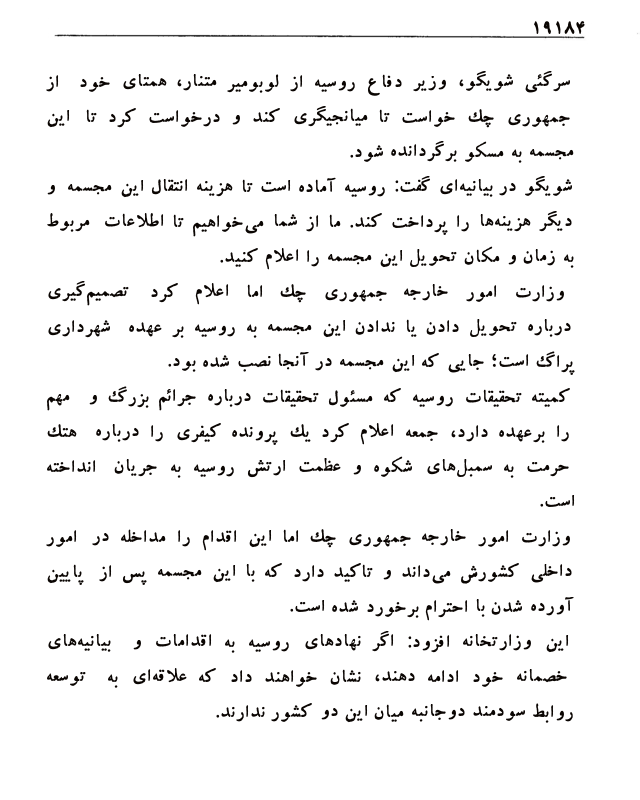 ۱۹۱۸۴
سرگئی شویگو، وزیر دفاع روسیه از لوبومیر متنار، همتای خود از
جمهوری چك خواست تا میانجیگری کند و درخواست کرد تا این
مجسمه به مسکو برگردانده شود.
شویگو در بیانیه‌ای گفت: روسیه آماده است تا هزینه انتقال این مجسمه و
دیگر هزینه‌ها را پرداخت کند. ما از شما می‌خواهیم تا اطلاعات مربوط
به زمان و مکان تحویل این مجسمه را اعلام کنید.
وزارت امور خارجه جمهوری چك اما اعلام کرد تصمیم‌گیری
درباره تحویل دادن یا ندادن این مجسمه به روسیه بر عهده شهرداری
پراگ است؛ جایی که این مجسمه در آنجا نصب شده بود.
کمیته تحقیقات روسیه که مسئول تحقیقات درباره جرائم بزرگ و مهم
را برعهده دارد، جمعه اعلام کرد یك پرونده کیفری را درباره هتك
حرمت به سمبل‌های شکوه و عظمت ارتش روسیه به جریان انداخته
است.
وزارت امور خارجه جمهوری چك اما این اقدام را مداخله در امور
داخلی کشورش می‌داند و تاکید دارد که با این مجسمه پس از پایین
آورده شدن با احترام برخورد شده است.
این وزارتخانه افزود: اگر نهادهای روسیه به اقدامات و بیانیه‌های
خصمانه خود ادامه دهند، نشان خواهند داد که علاقه‌ای به توسعه
روابط سودمند دوجانبه میان این دو کشور ندارند.